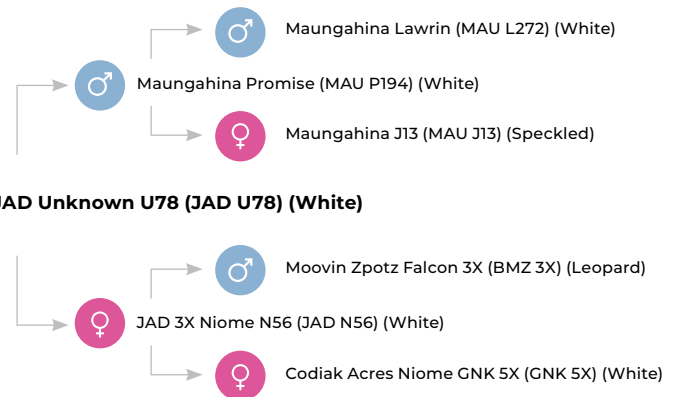 Maungahina Lawrin (MAU L272) (White)
Maungahina Promise (MAU P194) (White)
Maungahina J13 (MAU J13) (Speckled)
JAD Unknown U78 (JAD U78) (White)
Moovin Zpotz Falcon 3X (BMZ 3X) (Leopard)
JAD 3X Niome N56 (JAD N56) (White)
Codiak Acres Niome GNK 5X (GNK 5X) (White)